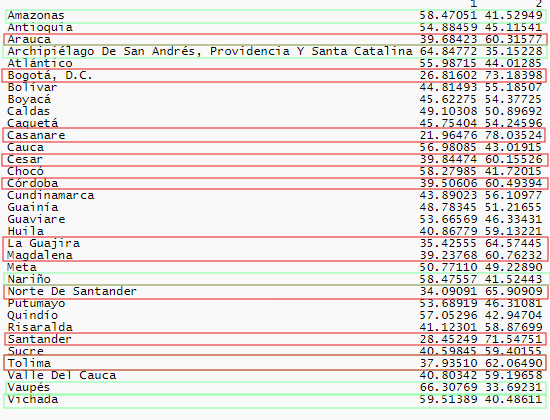 1 2
Amazonas 58.47051 41.52949
Antioquia 54.88459 45.11541
Arauca 39.68423 60.31577
Archipiélago De San Andrés, Providencia Y Santa Catalina 64.84772 35.15228
Atlántico 55.98715 44.01285
Bogotá, D.C. 26.81602 73.18398
Bolívar 44.81493 55.18507
Boyacá 45.62275 54.37725
Caldas 49.10308 50.89692
Caquetá 45.75404 54.24596
Casanare 21.96476 78.03524
Cauca 56.98085 43.01915
Cesar 39.84474 60.15526
Chocó 58.27985 41.72015
Córdoba 39.50606 60.49394
Cundinamarca 43.89023 56.10977
Guainía 48.78345 51.21655
Guaviare 53.66569 46.33431
Huila 40.86779 59.13221
La Guajira 35.42555 64.57445
Magdalena 39.23768 60.76232
Meta 50.77110 49.22890
Nariño 58.47557 41.52443
Norte De Santander 34.09091 65.90909
Putumayo 53.68919 46.31081
Quindío 57.05296 42.94704
Risaralda 41.12301 58.87699
Santander 28.45249 71.54751
Sucre 40.59845 59.40155
Tolima 37.93510 62.06490
Valle Del Cauca 40.80342 59.19658
Vaupés 66.30769 33.69231
Vichada 59.51389 40.48611